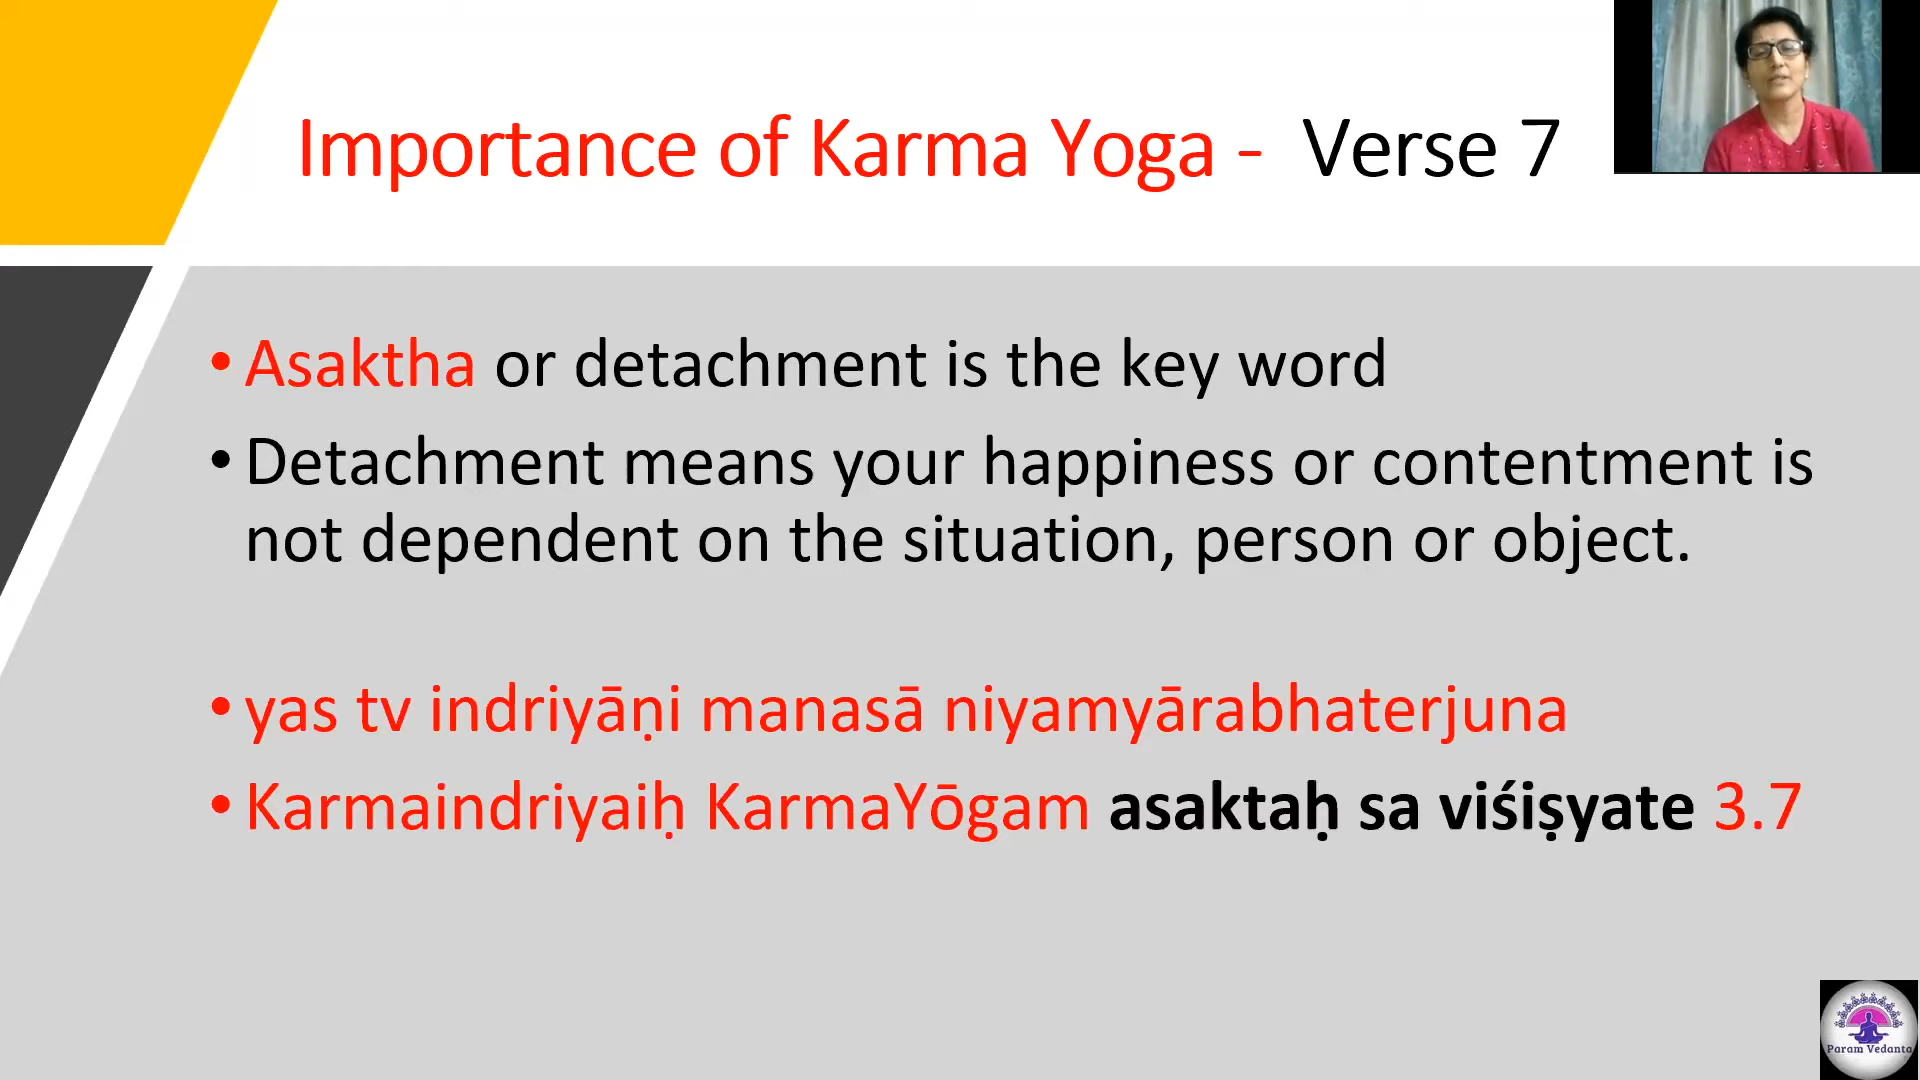 Importance of Karma Yoga - Verse 7
• Asaktha or detachment is the key word
• Detachment means your happiness or contentment is
not dependent on the situation, person or object.
• yas tv indriyāṇi manasā niyamyārabhaterjuna
• Karmaindriyaiḥ KarmaYōgam asaktaḥ sa viśiṣyate 3.7
Param Vedanta